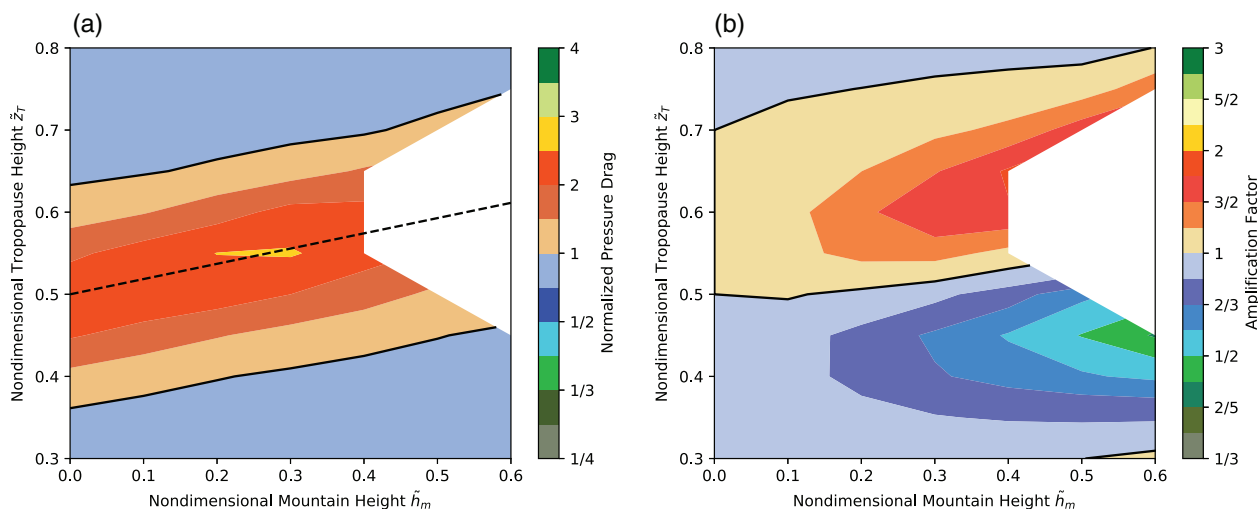 (a)
Nondimensional Tropopause Height z̃_T
0.8
0.7
0.6
0.5
0.4
0.3
0.0 0.1 0.2 0.3 0.4 0.5 0.6
Nondimensional Mountain Height h̃_m
4
3
2
1
1/2
1/3
1/4
Normalized Pressure Drag
(b)
Nondimensional Tropopause Height z̃_T
0.8
0.7
0.6
0.5
0.4
0.3
0.0 0.1 0.2 0.3 0.4 0.5 0.6
Nondimensional Mountain Height h̃_m
3
5/2
2
3/2
1
2/3
1/2
2/5
1/3
Amplification Factor